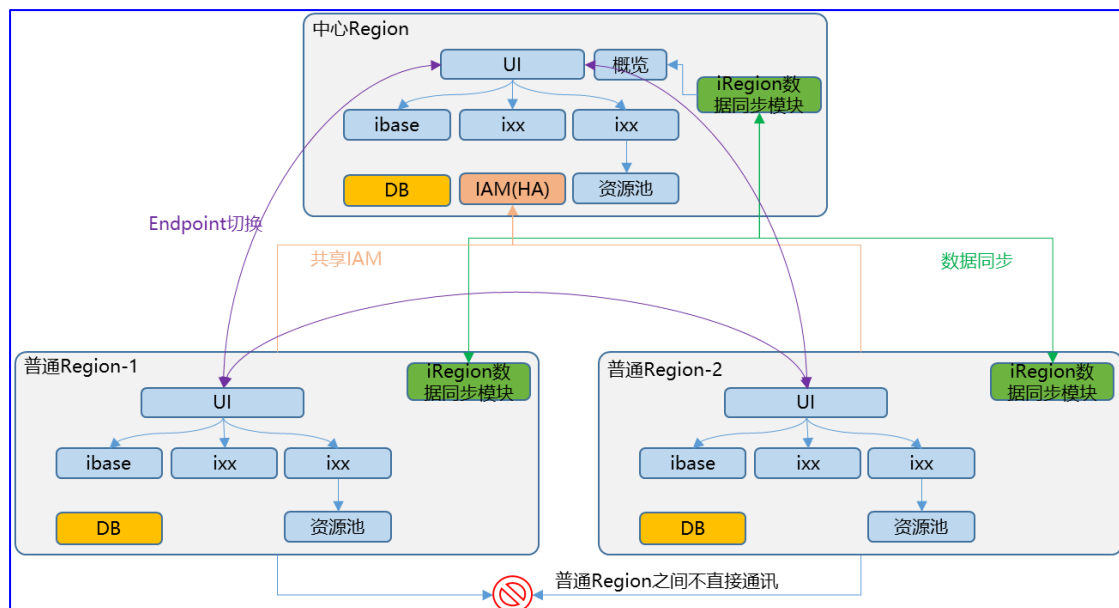 中心Region
UI
概览
iRegion数
据同步模块
ibase
ixx
ixx
DB
IAM(HA)
资源池
Endpoint切换
共享IAM
数据同步
普通Region-1
iRegion数
据同步模块
UI
ibase
ixx
ixx
DB
资源池
普通Region-2
iRegion数
据同步模块
UI
ibase
ixx
ixx
DB
资源池
普通Region之间不直接通讯